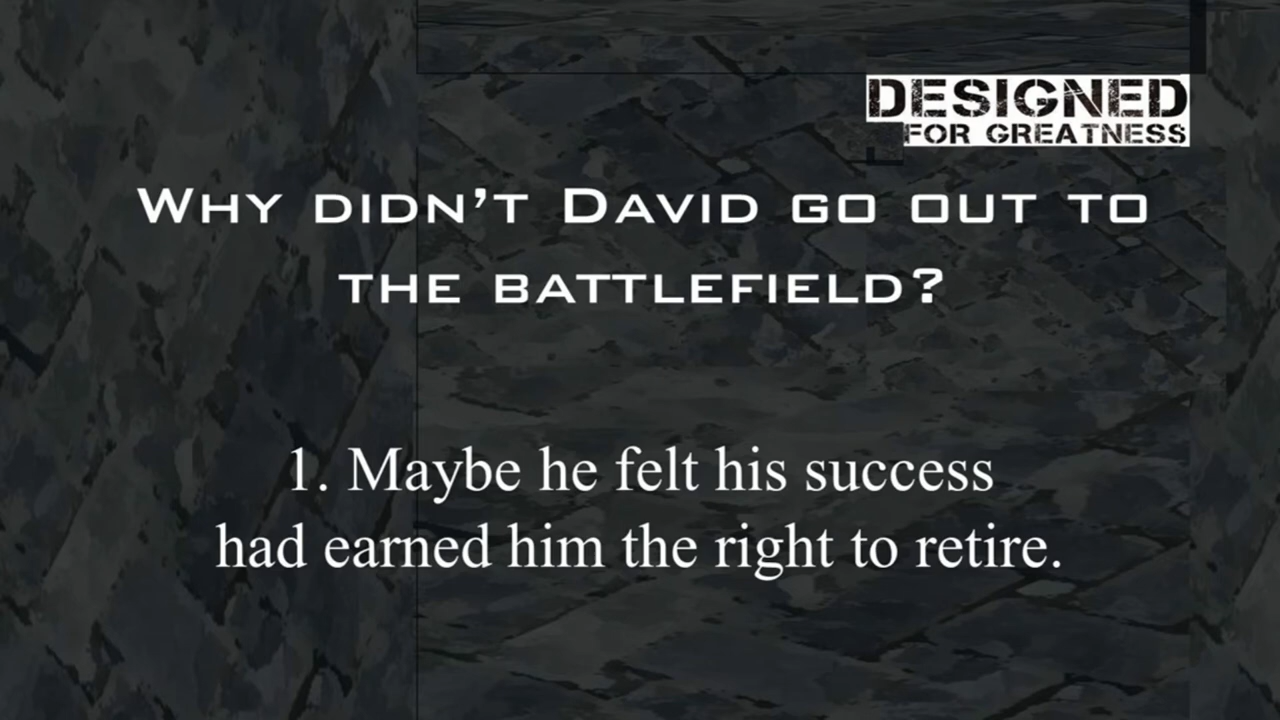 DESIGNED
FOR GREATNESS
WHY DIDN'T DAVID GO OUT TO
THE BATTLEFIELD?
1. Maybe he felt his success
had earned him the right to retire.